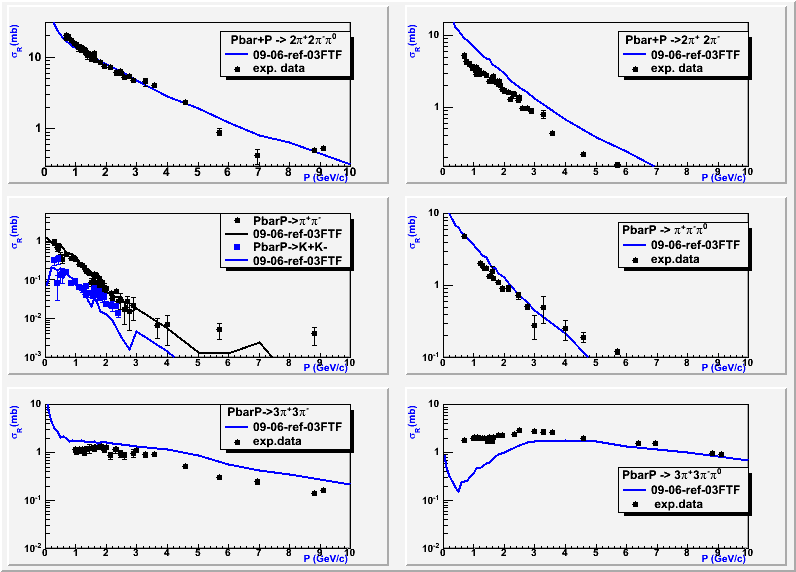 σR(mb)
Pbar+P -> 2π+2π-π0
09-06-ref-03FTF
exp. data
10
1
0 1 2 3 4 5 6 7 8 9 10
P (GeV/c)
σR(mb)
Pbar+P ->2π+ 2π-
09-06-ref-03FTF
exp. data
10
1
0 1 2 3 4 5 6 7 8 9 10
P (GeV/c)
σR(mb)
PbarP->π+π-
09-06-ref-03FTF
PbarP->K+K-
09-06-ref-03FTF
1
10-1
10-2
10-3
0 1 2 3 4 5 6 7 8 9 10
P (GeV/c)
σR(mb)
PbarP -> π+π-π0
09-06-ref-03FTF
exp.data
10
1
10-1
0 1 2 3 4 5 6 7 8 9 10
P (GeV/c)
σR(mb)
PbarP->3π+3π-
09-06-ref-03FTF
exp.data
10
1
10-1
10-2
0 1 2 3 4 5 6 7 8 9 10
P (GeV/c)
σR(mb)
10
1
10-1
10-2
PbarP -> 3π+3π-π0
09-06-ref-03FTF
exp.data
0 1 2 3 4 5 6 7 8 9 10
P (GeV/c)